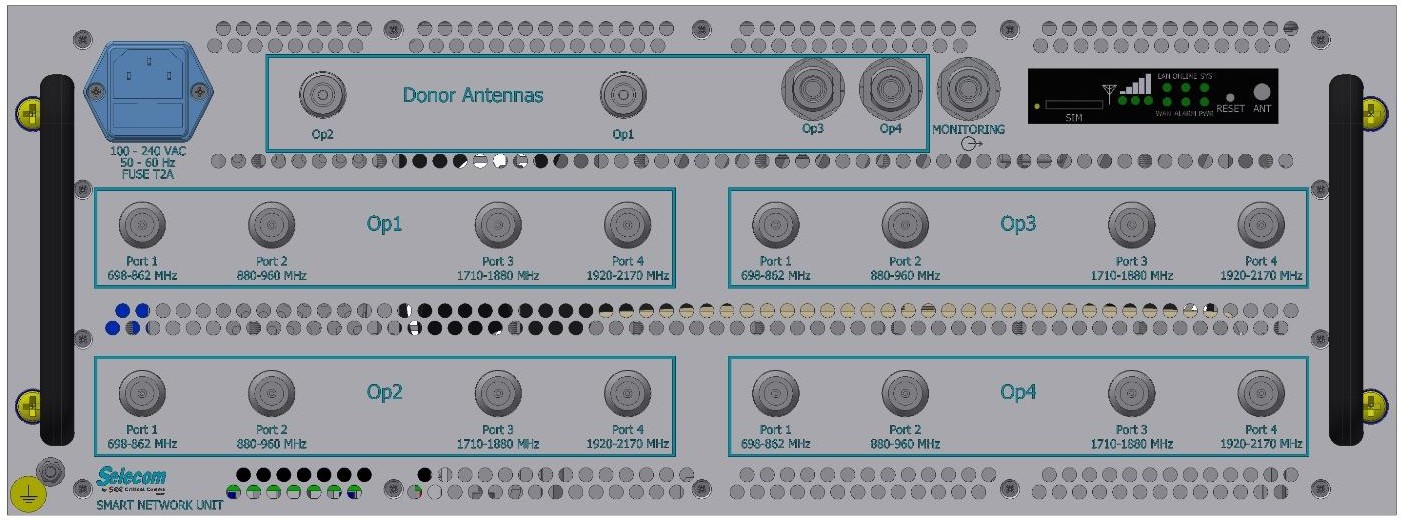 Donor Antennas
Op2
Op1
Op3
Op4
MONITORING
SIM
LAN ONLINE SYS
WAN ALARM PWR
RESET
ANT
100 - 240 VAC
50 - 60 Hz
FUSE T2A
Op1
Port 1
698-862 MHz
Port 2
880-960 MHz
Port 3
1710-1880 MHz
Port 4
1920-2170 MHz
Op3
Port 1
698-862 MHz
Port 2
880-960 MHz
Port 3
1710-1880 MHz
Port 4
1920-2170 MHz
Op2
Port 1
698-862 MHz
Port 2
880-960 MHz
Port 3
1710-1880 MHz
Port 4
1920-2170 MHz
Op4
Port 1
698-862 MHz
Port 2
880-960 MHz
Port 3
1710-1880 MHz
Port 4
1920-2170 MHz
Selecom
Critical Comms
SMART NETWORK UNIT